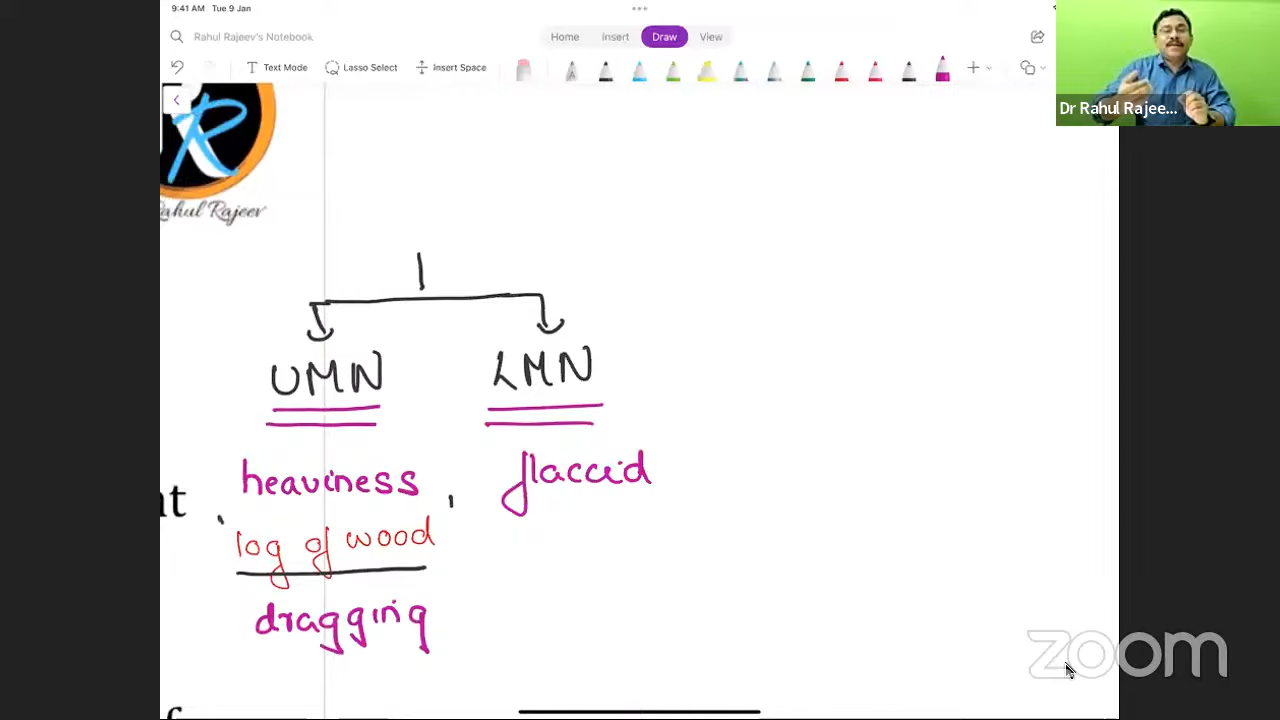 9:41 AM Tue 9 Jan
Rahul Rajeev's Notebook
Home Insert Draw View
Text Mode Lasso Select Insert Space
Dr Rahul Rajee...
R
Rahul Rajeev
UMN LMN
heaviness flaccid
log of wood
dragging
zoom